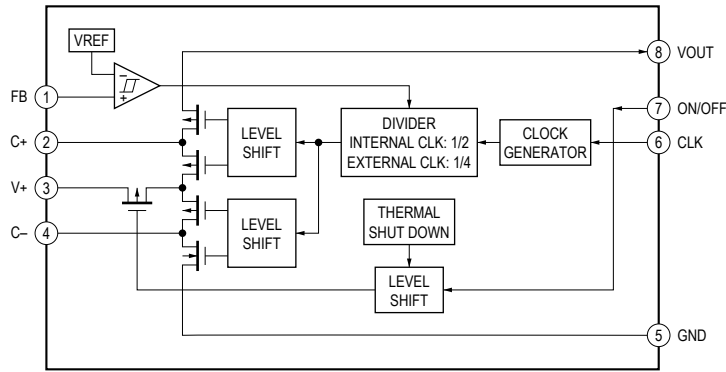 VREF
8 VOUT
FB 1
−
+
7 ON/OFF
C+ 2
LEVEL
SHIFT
DIVIDER
INTERNAL CLK: 1/2
EXTERNAL CLK: 1/4
CLOCK
GENERATOR
6 CLK
V+ 3
C– 4
LEVEL
SHIFT
THERMAL
SHUT DOWN
LEVEL
SHIFT
5 GND